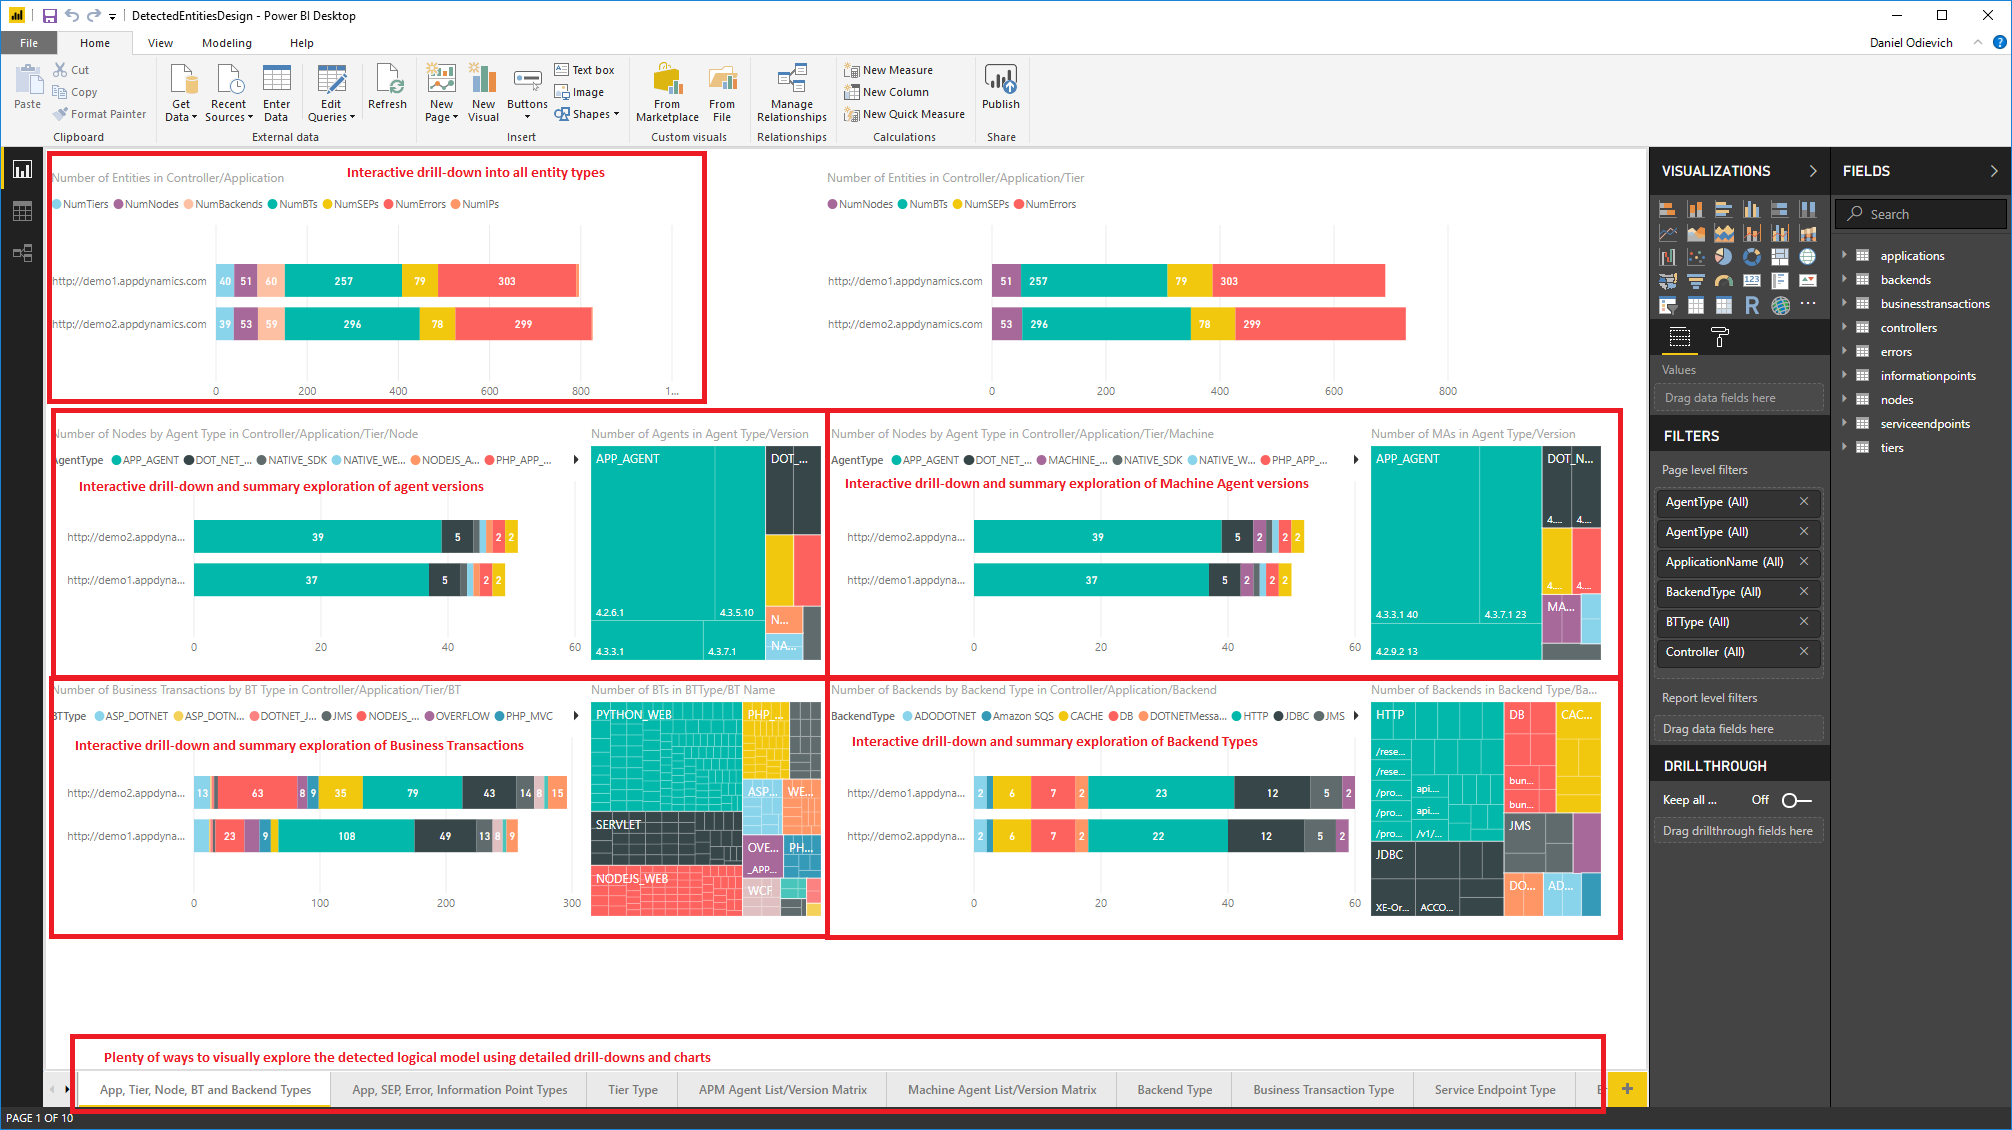 DetectedEntitiesDesign - Power BI Desktop
File Home View Modeling Help
Daniel Odievich
Paste
Cut
Copy
Format Painter
Clipboard
Get Data
Recent Sources
Enter Data
Edit Queries
Refresh
External data
New Page
New Visual
Buttons
Text box
Image
Shapes
Insert
From Marketplace
From File
Custom visuals
Manage Relationships
Relationships
New Measure
New Column
New Quick Measure
Calculations
Publish
Share
Number of Entities in Controller/Application
Interactive drill-down into all entity types
NumTiers NumNodes NumBackends NumBTs NumSEPs NumErrors NumIPs
http://demo1.appdynamics.com 40 51 60 257 79 303
http://demo2.appdynamics.com 39 53 59 296 78 299
0 200 400 600 800 1...
Number of Entities in Controller/Application/Tier
NumNodes NumBTs NumSEPs NumErrors
http://demo1.appdynamics.com 51 257 79 303
http://demo2.appdynamics.com 53 296 78 299
0 200 400 600 800
Number of Nodes by Agent Type in Controller/Application/Tier/Node
AgentType APP_AGENT DOT_NET_... NATIVE_SDK NATIVE_WE... NODEJS_A... PHP_APP_...
Interactive drill-down and summary exploration of agent versions
http://demo2.appdyna... 39 5 2 2
http://demo1.appdyna... 37 5 2 2
0 20 40 60
Number of Agents in Agent Type/Version
APP_AGENT DOT_...
4.2.6.1 4.3.5.10
N...
4.3.3.1 4.3.7.1 NA...
Number of Nodes by Agent Type in Controller/Application/Tier/Machine
AgentType APP_AGENT DOT_NET_... MACHINE_... NATIVE_SDK NATIVE_W... PHP_APP_...
Interactive drill-down and summary exploration of Machine Agent versions
http://demo2.appdyna... 39 5 2 2 2
http://demo1.appdyna... 37 5 2 2 2
0 20 40 60
Number of MAs in Agent Type/Version
APP_AGENT DOT_N...
4.... 4....
4.... 4....
4.3.3.1 40 4.3.7.1 23 MA...
4.2.9.2 13
Number of Business Transactions by BT Type in Controller/Application/Tier/BT
BTType ASP_DOTNET ASP_DOTN... DOTNET_J... JMS NODEJS_... OVERFLOW PHP_MVC
Interactive drill-down and summary exploration of Business Transactions
http://demo2.appdyna... 13 63 8 9 35 79 43 14 8 15
http://demo1.appdyna... 23 9 108 49 13 8 9
0 100 200 300
Number of BTs in BTType/BT Name
PYTHON_WEB PHP_...
ASP... WE...
SERVLET
OVE... PH...
_APP...
NODEJS_WEB WCF
Number of Backends by Backend Type in Controller/Application/Backend
BackendType ADODOTNET Amazon SQS CACHE DB DOTNETMessa... HTTP JDBC JMS
Interactive drill-down and summary exploration of Backend Types
http://demo1.appdyna... 2 6 7 2 23 12 5 2
http://demo2.appdyna... 2 6 7 2 22 12 5 2
0 20 40 60
Number of Backends in Backend Type/Ba...
HTTP DB CAC...
/rese...
/rese... bun...
/pro... api....
/pro... api.... bun...
/pro... /v1/... JMS
JDBC
DO... AD...
XE-Or... ACCO...
Plenty of ways to visually explore the detected logical model using detailed drill-downs and charts
App, Tier, Node, BT and Backend Types
App, SEP, Error, Information Point Types
Tier Type
APM Agent List/Version Matrix
Machine Agent List/Version Matrix
Backend Type
Business Transaction Type
Service Endpoint Type
PAGE 1 OF 10
VISUALIZATIONS
Values
Drag data fields here
FILTERS
Page level filters
AgentType (All)
AgentType (All)
ApplicationName (All)
BackendType (All)
BTType (All)
Controller (All)
Report level filters
Drag data fields here
DRILLTHROUGH
Keep all ... Off
Drag drillthrough fields here
FIELDS
Search
applications
backends
businesstransactions
controllers
errors
informationpoints
nodes
serviceendpoints
tiers